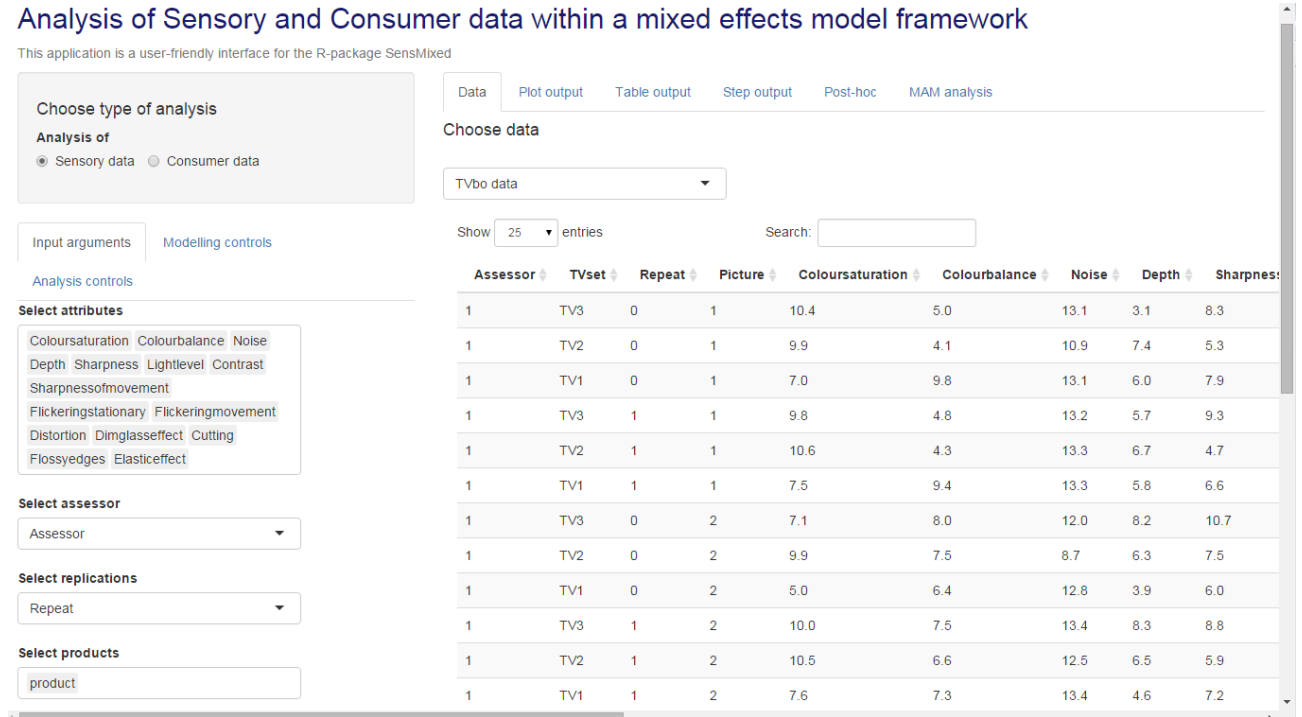 Analysis of Sensory and Consumer data within a mixed effects model framework
This application is a user-friendly interface for the R-package SensMixed
Choose type of analysis
Analysis of
Sensory data Consumer data
Input arguments Modelling controls
Analysis controls
Select attributes
Coloursaturation Colourbalance Noise
Depth Sharpness Lightlevel Contrast
Sharpnessofmovement
Flickeringstationary Flickeringmovement
Distortion Dimglasseffect Cutting
Flossyedges Elasticeffect
Select assessor
Assessor
Select replications
Repeat
Select products
product
Data Plot output Table output Step output Post-hoc MAM analysis
Choose data
TVbo data
Show 25 entries Search:
Assessor TVset Repeat Picture Coloursaturation Colourbalance Noise Depth Sharpness
1 TV3 0 1 10.4 5.0 13.1 3.1 8.3
1 TV2 0 1 9.9 4.1 10.9 7.4 5.3
1 TV1 0 1 7.0 9.8 13.1 6.0 7.9
1 TV3 1 1 9.8 4.8 13.2 5.7 9.3
1 TV2 1 1 10.6 4.3 13.3 6.7 4.7
1 TV1 1 1 7.5 9.4 13.3 5.8 6.6
1 TV3 0 2 7.1 8.0 12.0 8.2 10.7
1 TV2 0 2 9.9 7.5 8.7 6.3 7.5
1 TV1 0 2 5.0 6.4 12.8 3.9 6.0
1 TV3 1 2 10.0 7.5 13.4 8.3 8.8
1 TV2 1 2 10.5 6.6 12.5 6.5 5.9
1 TV1 1 2 7.6 7.3 13.4 4.6 7.2